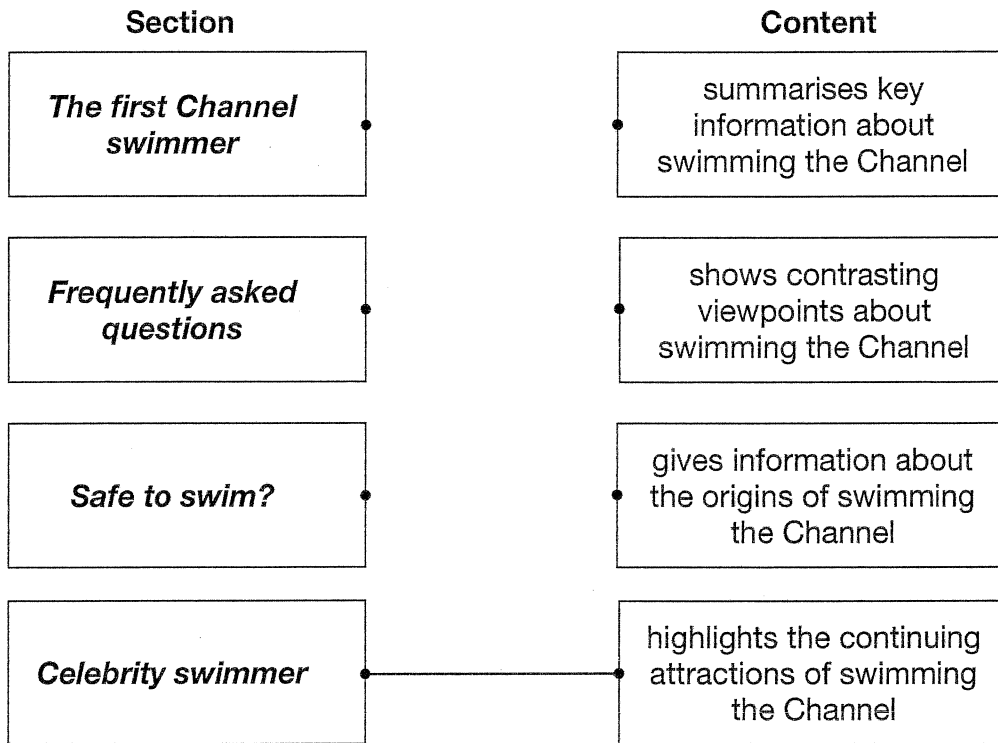 Section
Content
The first Channel
swimmer
summarises key
information about
swimming the Channel
Frequently asked
questions
shows contrasting
viewpoints about
swimming the Channel
Safe to swim?
gives information about
the origins of swimming
the Channel
Celebrity swimmer
highlights the continuing
attractions of swimming
the Channel